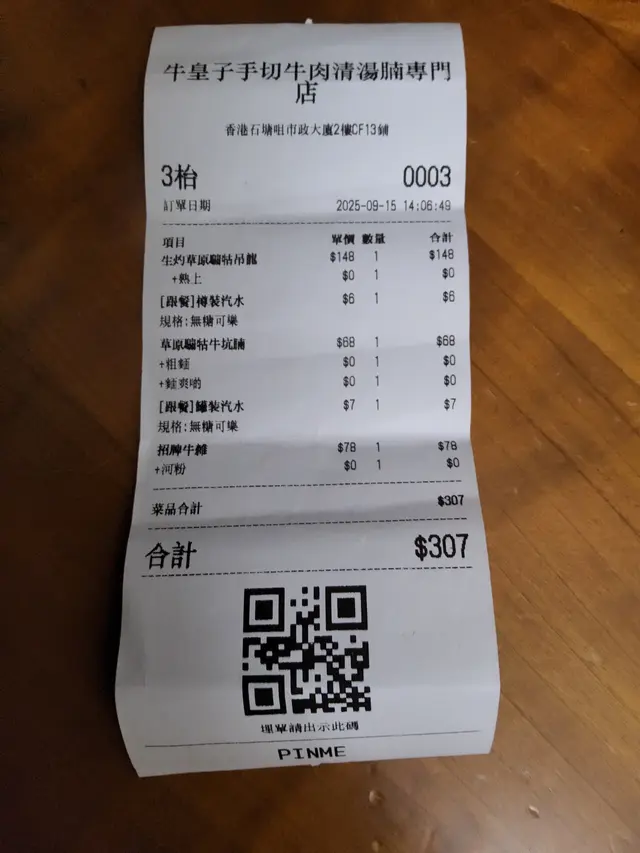 牛皇子手切牛肉清湯腩專門
店
香港石塘咀市政大廈2樓CF13鋪
3枱 0003
訂單日期 2025-09-15 14:06:49
項目 單價 數量 合計
生灼草原騸牯吊龍 $148 1 $148
+熟上 $0 1 $0
[跟餐]樽裝汽水 $6 1 $6
規格:無糖可樂
草原騸牯牛坑腩 $68 1 $68
+粗麵 $0 1 $0
+麵爽啲 $0 1 $0
[跟餐]罐裝汽水 $7 1 $7
規格:無糖可樂
招牌牛雜 $78 1 $78
+河粉 $0 1 $0
菜品合計 $307
合計 $307
埋單請出示此碼
PINME